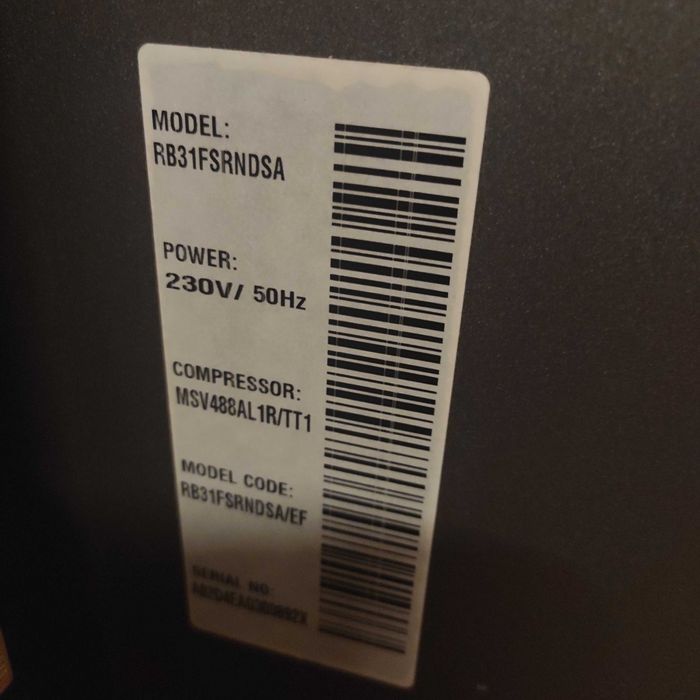 MODEL:
RB31FSRNDSA
POWER:
230V/ 50Hz
COMPRESSOR:
MSV488AL1R/TT1
MODEL CODE:
RB31FSRNDSA/EF
SERIAL NO: